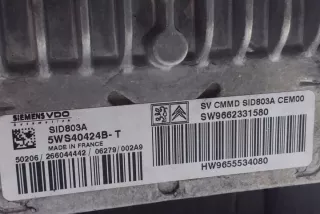 SIEMENS VDO
SID803A
5WS40424B-T
MADE IN FRANCE
50206/266044442 06279/002A9
SV CMMD SID803A CEM00
SW9662331580
HW9655534080